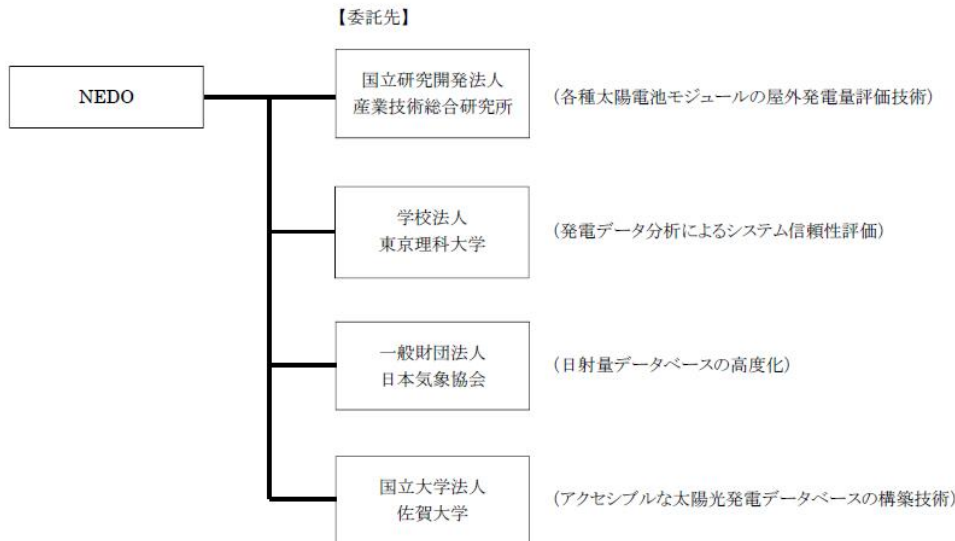 【委託先】
NEDO
国立研究開発法人
産業技術総合研究所
(各種太陽電池モジュールの屋外発電量評価技術)
学校法人
東京理科大学
(発電データ分析によるシステム信頼性評価)
一般財団法人
日本気象協会
(日射量データベースの高度化)
国立大学法人
佐賀大学
(アクセシブルな太陽光発電データベースの構築技術)